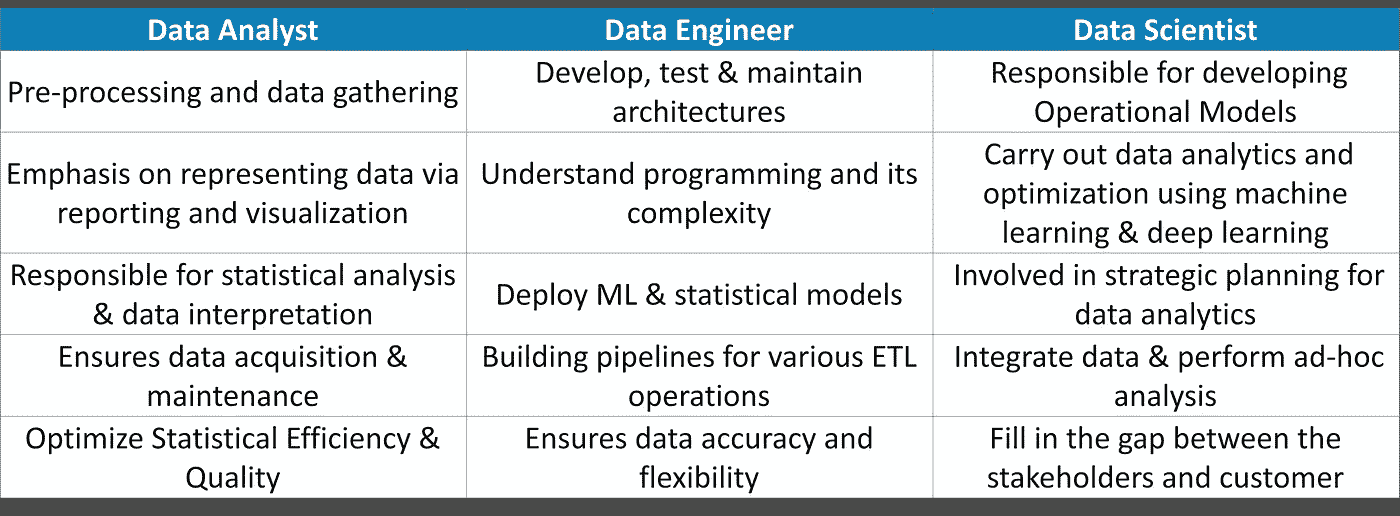 Data Analyst
Data Engineer
Data Scientist
Pre-processing and data gathering
Develop, test & maintain
architectures
Responsible for developing
Operational Models
Emphasis on representing data via
reporting and visualization
Understand programming and its
complexity
Carry out data analytics and
optimization using machine
learning & deep learning
Responsible for statistical analysis
& data interpretation
Deploy ML & statistical models
Involved in strategic planning for
data analytics
Ensures data acquisition &
maintenance
Building pipelines for various ETL
operations
Integrate data & perform ad-hoc
analysis
Optimize Statistical Efficiency &
Quality
Ensures data accuracy and
flexibility
Fill in the gap between the
stakeholders and customer